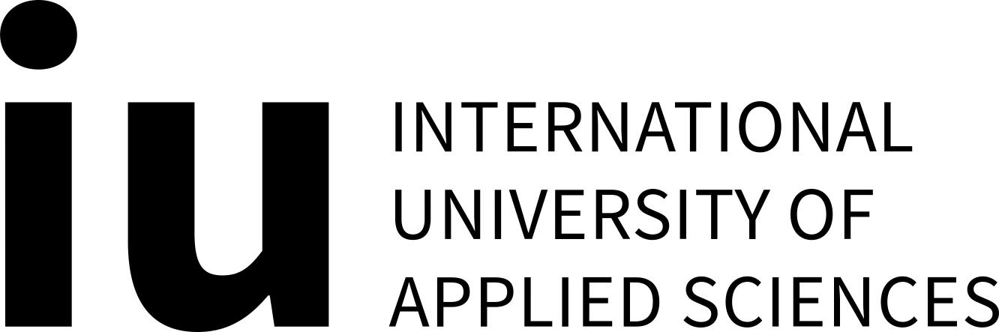 iu
INTERNATIONAL
UNIVERSITY OF
APPLIED SCIENCES